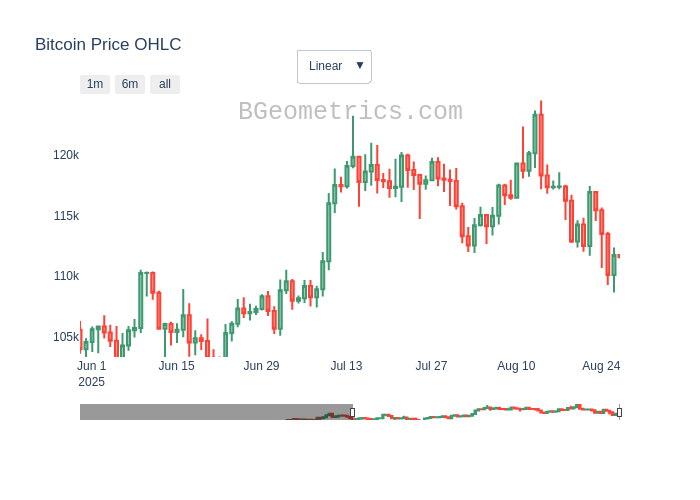 Bitcoin Price OHLC
Linear ▼
1m 6m all
BGeometrics.com
120k
115k
110k
105k
Jun 1 Jun 15 Jun 29 Jul 13 Jul 27 Aug 10 Aug 24
2025